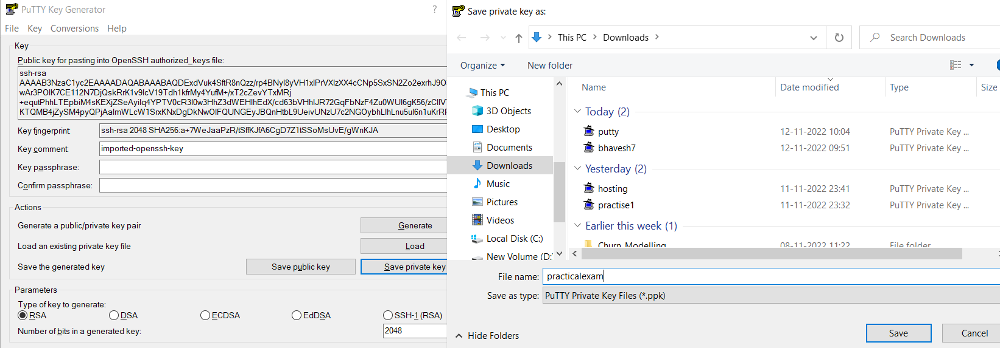 PuTTY Key Generator
?
File Key Conversions Help
Key
Public key for pasting into OpenSSH authorized_keys file:
ssh-rsa
AAAAB3NzaC1yc2EAAAADAQABAAABAQDExdVuk4SftR8nQzz/rp4BNyI8yVH1xlPrVXlzXX4cCNp5SxSN2Zo2exrhJ9O
wAr3POIK7CE112N7DjQskRrK1v9lcV19Tdh1kfrMy4YufM+/xT2cZevYTxMRj
+equtPhhLTEpbiM4sKEXjZSeAyilq4YPTV0cR3l0w3HhZ3dWEHIhEdX/cd63bVHhIJR72GqFbNzF4Zu0WUl6gK56/zCllV
KTQMB4jZySM4pyQPjAalmWLcW1SrxKNxDgDkNwOlFQUNGEyJBQnHtbL9UeivUNzU7c2NGOybhLlhLnu5ul6n1uKrRF
Key fingerprint:
ssh-rsa 2048 SHA256:a+7WeJaaPzR/tSffKJfA6CgD7Z1tSSoMsUvE/gWnKJA
Key comment:
imported-openssh-key
Key passphrase:
Confirm passphrase:
Actions
Generate a public/private key pair
Generate
Load an existing private key file
Load
Save the generated key
Save public key
Save private key
Parameters
Type of key to generate:
RSA DSA ECDSA EdDSA SSH-1 (RSA)
Number of bits in a generated key:
2048
Save private key as:
This PC Downloads
Search Downloads
Organize New folder
This PC
3D Objects
Desktop
Documents
Downloads
Music
Pictures
Videos
Local Disk (C:)
New Volume (D:
Name Date modified Type Size
Today (2)
putty 12-11-2022 10:04 PuTTY Private Key ...
bhavesh7 12-11-2022 09:51 PuTTY Private Key ...
Yesterday (2)
hosting 11-11-2022 23:41 PuTTY Private Key ...
practise1 11-11-2022 23:32 PuTTY Private Key ...
Earlier this week (1)
Churn_Modelling 08-11-2022 11:22 File folder
File name: practicalexam
Save as type: PuTTY Private Key Files (*.ppk)
Hide Folders
Save
Cancel